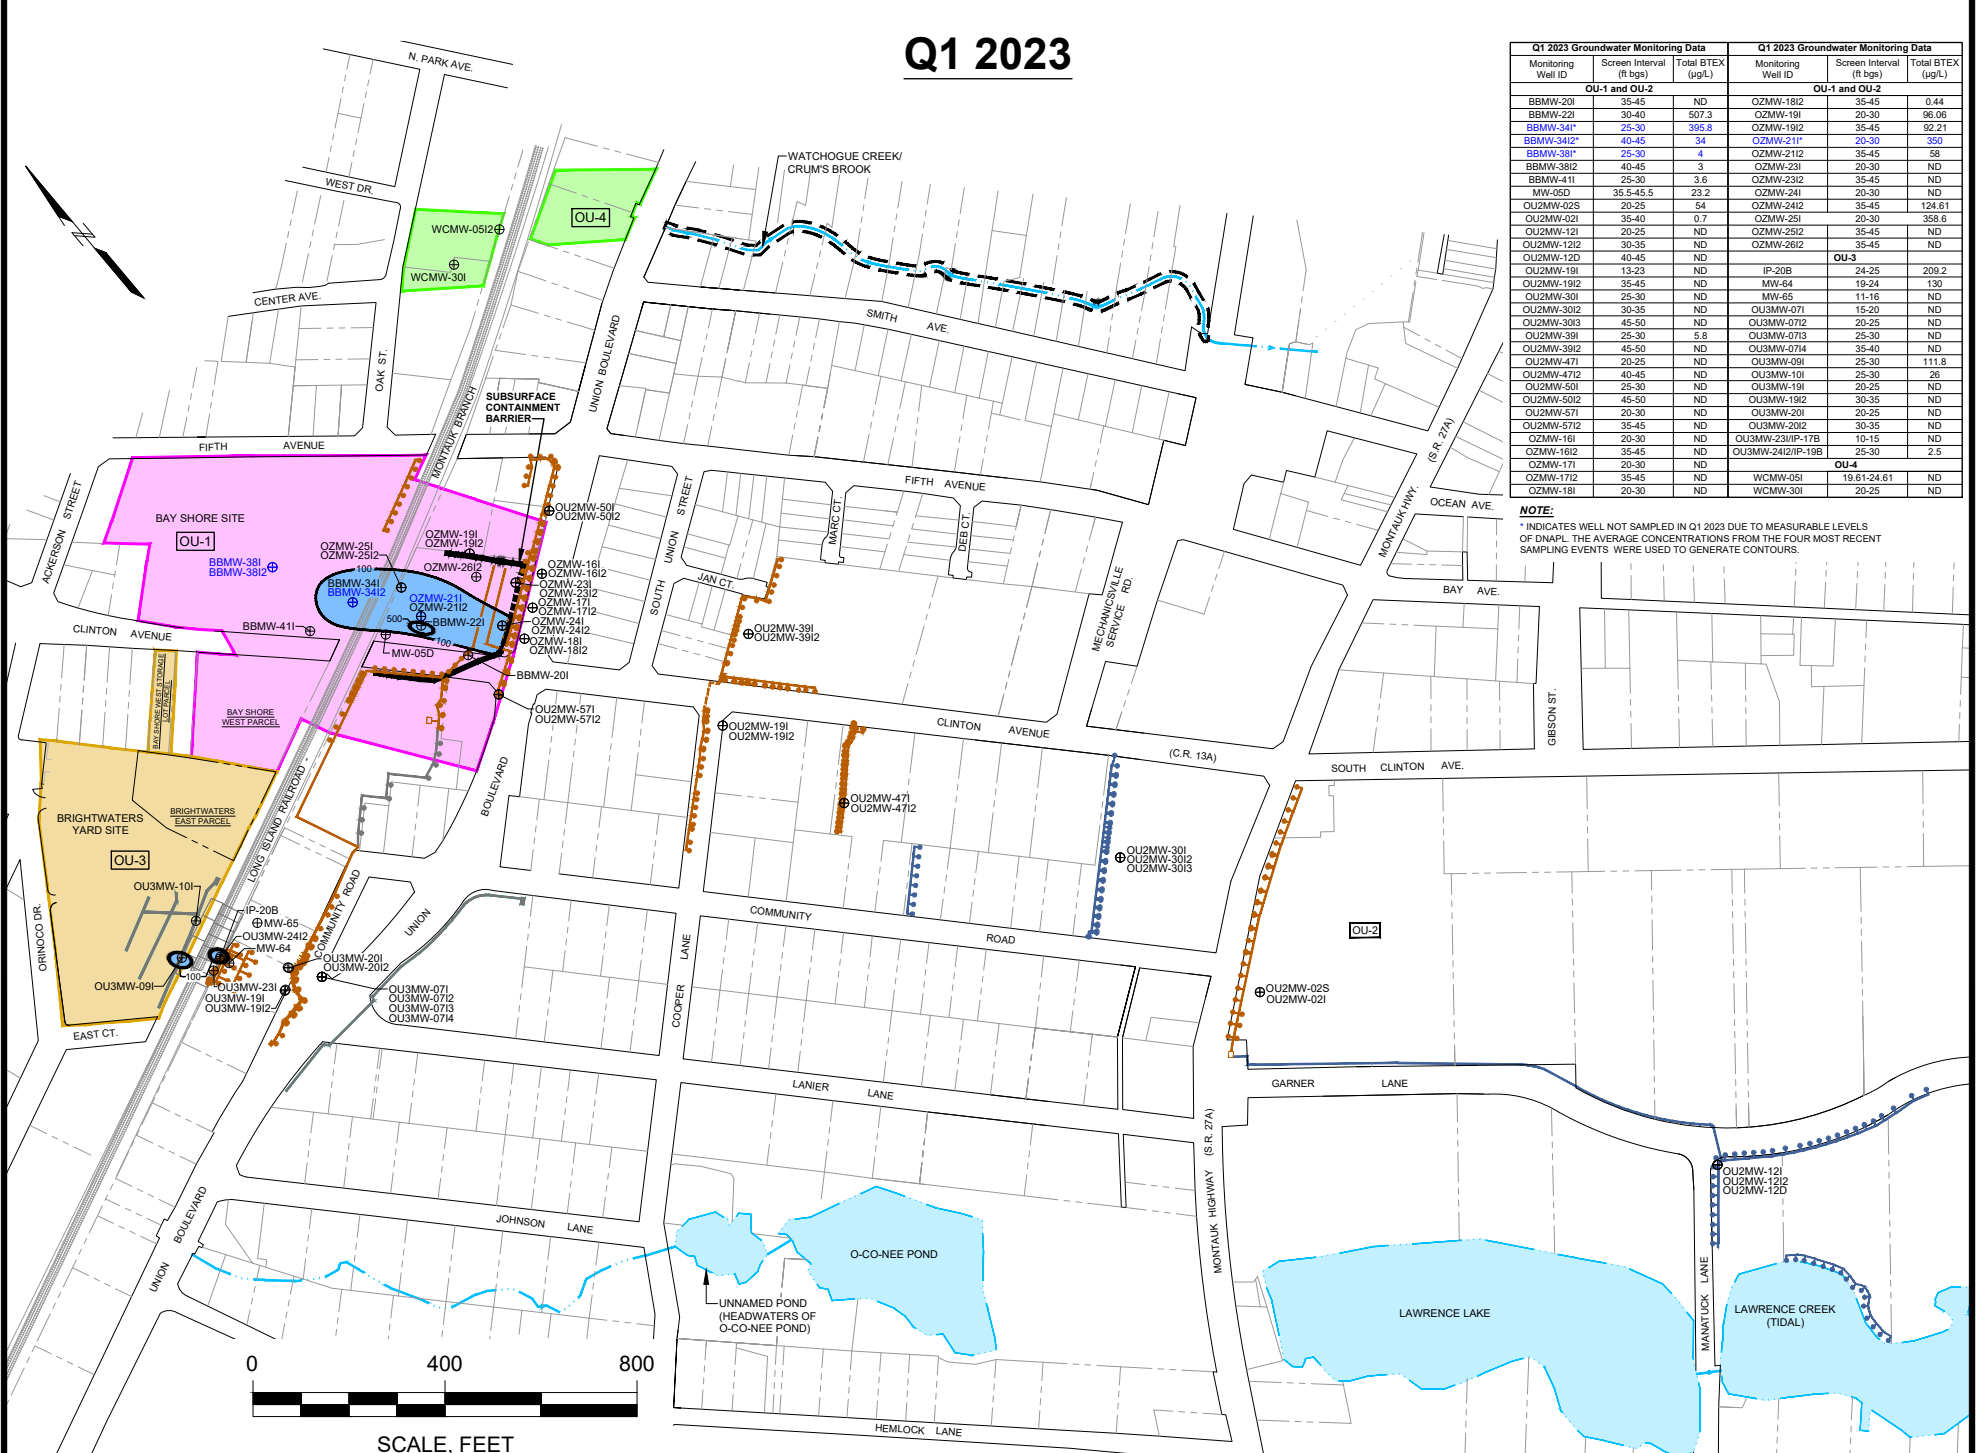 Q1 2023
Q1 2023 Groundwater Monitoring Data Q1 2023 Groundwater Monitoring Data
Monitoring Well ID Screen Interval (ft bgs) Total BTEX (µg/L) Monitoring Well ID Screen Interval (ft bgs) Total BTEX (µg/L)
OU-1 and OU-2 OU-1 and OU-2
BBMW-20I 35-45 ND OZMW-18I2 35-45 0.44
BBMW-22I 30-40 507.3 OZMW-19I 20-30 96.06
BBMW-34I* 25-30 395.8 OZMW-19I2 35-45 92.21
BBMW-34I2* 40-45 34 OZMW-21I* 20-30 350
BBMW-38I* 25-30 4 OZMW-21I2 35-45 58
BBMW-38I2 40-45 3 OZMW-23I 20-30 ND
BBMW-41I 25-30 3.6 OZMW-23I2 35-45 ND
MW-05D 35.5-45.5 23.2 OZMW-24I 20-30 ND
OU2MW-02S 20-25 54 OZMW-24I2 35-45 124.61
OU2MW-02I 35-40 0.7 OZMW-25I 20-30 358.6
OU2MW-12I 20-25 ND OZMW-25I2 35-45 ND
OU2MW-12I2 30-35 ND OZMW-26I2 35-45 ND
OU2MW-12D 40-45 ND OU-3
OU2MW-19I 13-23 ND IP-20B 24-25 209.2
OU2MW-19I2 35-45 ND MW-64 19-24 130
OU2MW-30I 25-30 ND MW-65 11-16 ND
OU2MW-30I2 30-35 ND OU3MW-07I 15-20 ND
OU2MW-30I3 45-50 ND OU3MW-07I2 20-25 ND
OU2MW-39I 25-30 5.8 OU3MW-07I3 25-30 ND
OU2MW-39I2 45-50 ND OU3MW-07I4 35-40 ND
OU2MW-47I 20-25 ND OU3MW-09I 25-30 111.8
OU2MW-47I2 40-45 ND OU3MW-10I 25-30 26
OU2MW-50I 25-30 ND OU3MW-19I 20-25 ND
OU2MW-50I2 45-50 ND OU3MW-19I2 30-35 ND
OU2MW-57I 20-30 ND OU3MW-20I 20-25 ND
OU2MW-57I2 35-45 ND OU3MW-20I2 30-35 ND
OZMW-16I 20-30 ND OU3MW-23I/IP-17B 10-15 ND
OZMW-16I2 35-45 ND OU3MW-24I2/IP-19B 25-30 2.5
OZMW-17I 20-30 ND OU-4
OZMW-17I2 35-45 ND WCMW-05I 19.61-24.61 ND
OZMW-18I 20-30 ND WCMW-30I 20-25 ND
NOTE:
* INDICATES WELL NOT SAMPLED IN Q1 2023 DUE TO MEASURABLE LEVELS
OF DNAPL. THE AVERAGE CONCENTRATIONS FROM THE FOUR MOST RECENT
SAMPLING EVENTS WERE USED TO GENERATE CONTOURS.
N. PARK AVE.
WEST DR.
CENTER AVE.
OAK ST.
WCMW-05I2
WCMW-30I
OU-4
WATCHOGUE CREEK/
CRUM'S BROOK
SMITH AVE.
UNION BOULEVARD
MONTAUK BRANCH
SUBSURFACE
CONTAINMENT
BARRIER
FIFTH AVENUE
FIFTH AVENUE
ACKERSON STREET
BAY SHORE SITE
OU-1
BBMW-38I
BBMW-38I2
OZMW-25I
OZMW-25I2
BBMW-34I
BBMW-34I2
OZMW-19I
OZMW-19I2
OZMW-26I2
OZMW-21I
OZMW-21I2
BBMW-22I
100
500
100
BBMW-41I
MW-05D
OU2MW-50I
OU2MW-50I2
OZMW-16I
OZMW-16I2
OZMW-23I
OZMW-23I2
OZMW-17I
OZMW-17I2
OZMW-24I
OZMW-24I2
OZMW-18I
OZMW-18I2
BBMW-20I
OU2MW-57I
OU2MW-57I2
CLINTON AVENUE
BAY SHORE WEST STORAGE
LOT PARCEL
BAY SHORE
WEST PARCEL
SOUTH UNION STREET
JAN CT.
MARC CT.
DEB CT.
MECHANICSVILLE
SERVICE RD.
MONTAUK HWY.
(S.R. 27A)
OCEAN AVE.
BAY AVE.
GIBSON ST.
OU2MW-39I
OU2MW-39I2
OU2MW-19I
OU2MW-19I2
CLINTON AVENUE
(C.R. 13A)
SOUTH CLINTON AVE.
OU2MW-47I
OU2MW-47I2
OU2MW-30I
OU2MW-30I2
OU2MW-30I3
BRIGHTWATERS
YARD SITE
BRIGHTWATERS
EAST PARCEL
OU-3
LONG ISLAND RAILROAD
BOULEVARD
UNION
COMMUNITY ROAD
COMMUNITY ROAD
COOPER LANE
ORINOCO DR.
EAST CT.
OU3MW-10I
IP-20B
MW-65
OU3MW-24I2
MW-64
OU3MW-20I
OU3MW-20I2
100
OU3MW-09I
OU3MW-23I
OU3MW-19I
OU3MW-19I2
OU3MW-07I
OU3MW-07I2
OU3MW-07I3
OU3MW-07I4
OU-2
OU2MW-02S
OU2MW-02I
LANIER LANE
GARNER LANE
MONTAUK HIGHWAY (S.R. 27A)
OU2MW-12I
OU2MW-12I2
OU2MW-12D
JOHNSON LANE
UNION BOULEVARD
O-CO-NEE POND
UNNAMED POND
(HEADWATERS OF
O-CO-NEE POND)
LAWRENCE LAKE
MANATUCK LANE
LAWRENCE CREEK
(TIDAL)
HEMLOCK LANE
0 400 800
SCALE, FEET
N